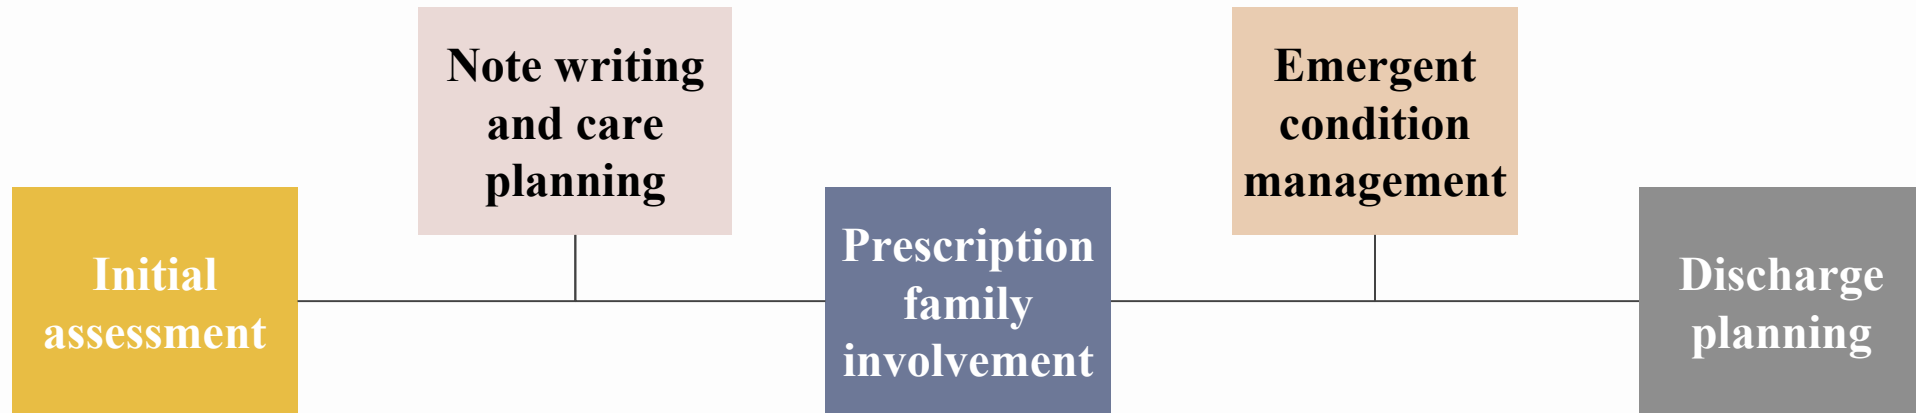 Initial
assessment
Note writing
and care
planning
Prescription
family
involvement
Emergent
condition
management
Discharge
planning